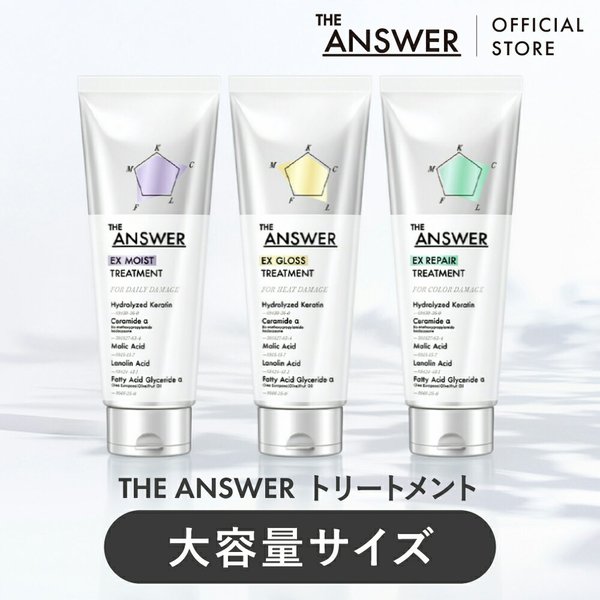 THE
ANSWER
OFFICIAL
STORE
K
M C
F L
THE
ANSWER
EX MOIST
TREATMENT
FOR DAILY DAMAGE
Hydrolyzed Keratin
Ceramide α
Malic Acid
Lanolin Acid
Fatty Acid Glyceride α
K
M C
F L
THE
ANSWER
EX GLOSS
TREATMENT
FOR HEAT DAMAGE
Hydrolyzed Keratin
Ceramide α
Malic Acid
Lanolin Acid
Fatty Acid Glyceride α
K
M C
F L
THE
ANSWER
EX REPAIR
TREATMENT
FOR COLOR DAMAGE
Hydrolyzed Keratin
Ceramide α
Malic Acid
Lanolin Acid
Fatty Acid Glyceride α
THE ANSWER トリートメント
大容量サイズ